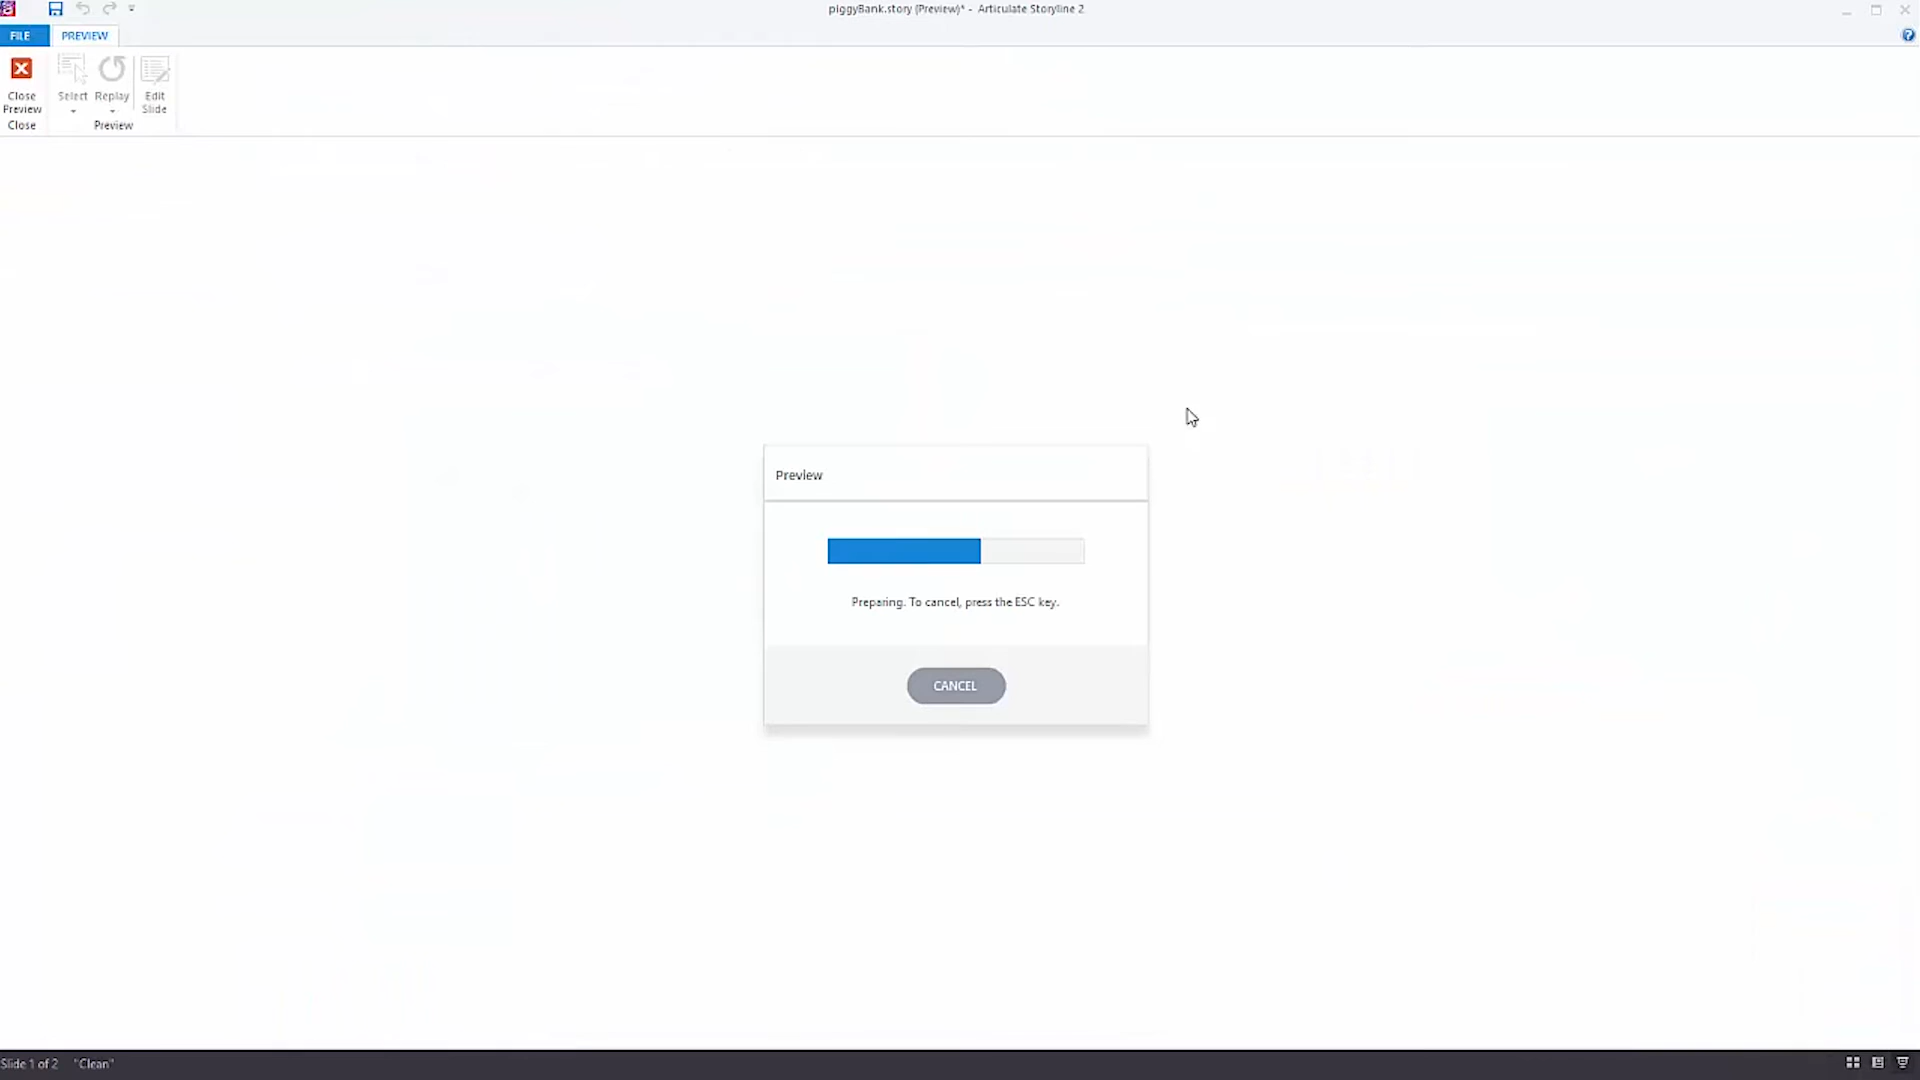 piggyBank.story (Preview)* - Articulate Storyline 2
FILE
PREVIEW
Close Preview
Select
Replay
Edit Slide
Close
Preview
Preview
Preparing. To cancel, press the ESC key.
CANCEL
Slide 1 of 2
"Clean"